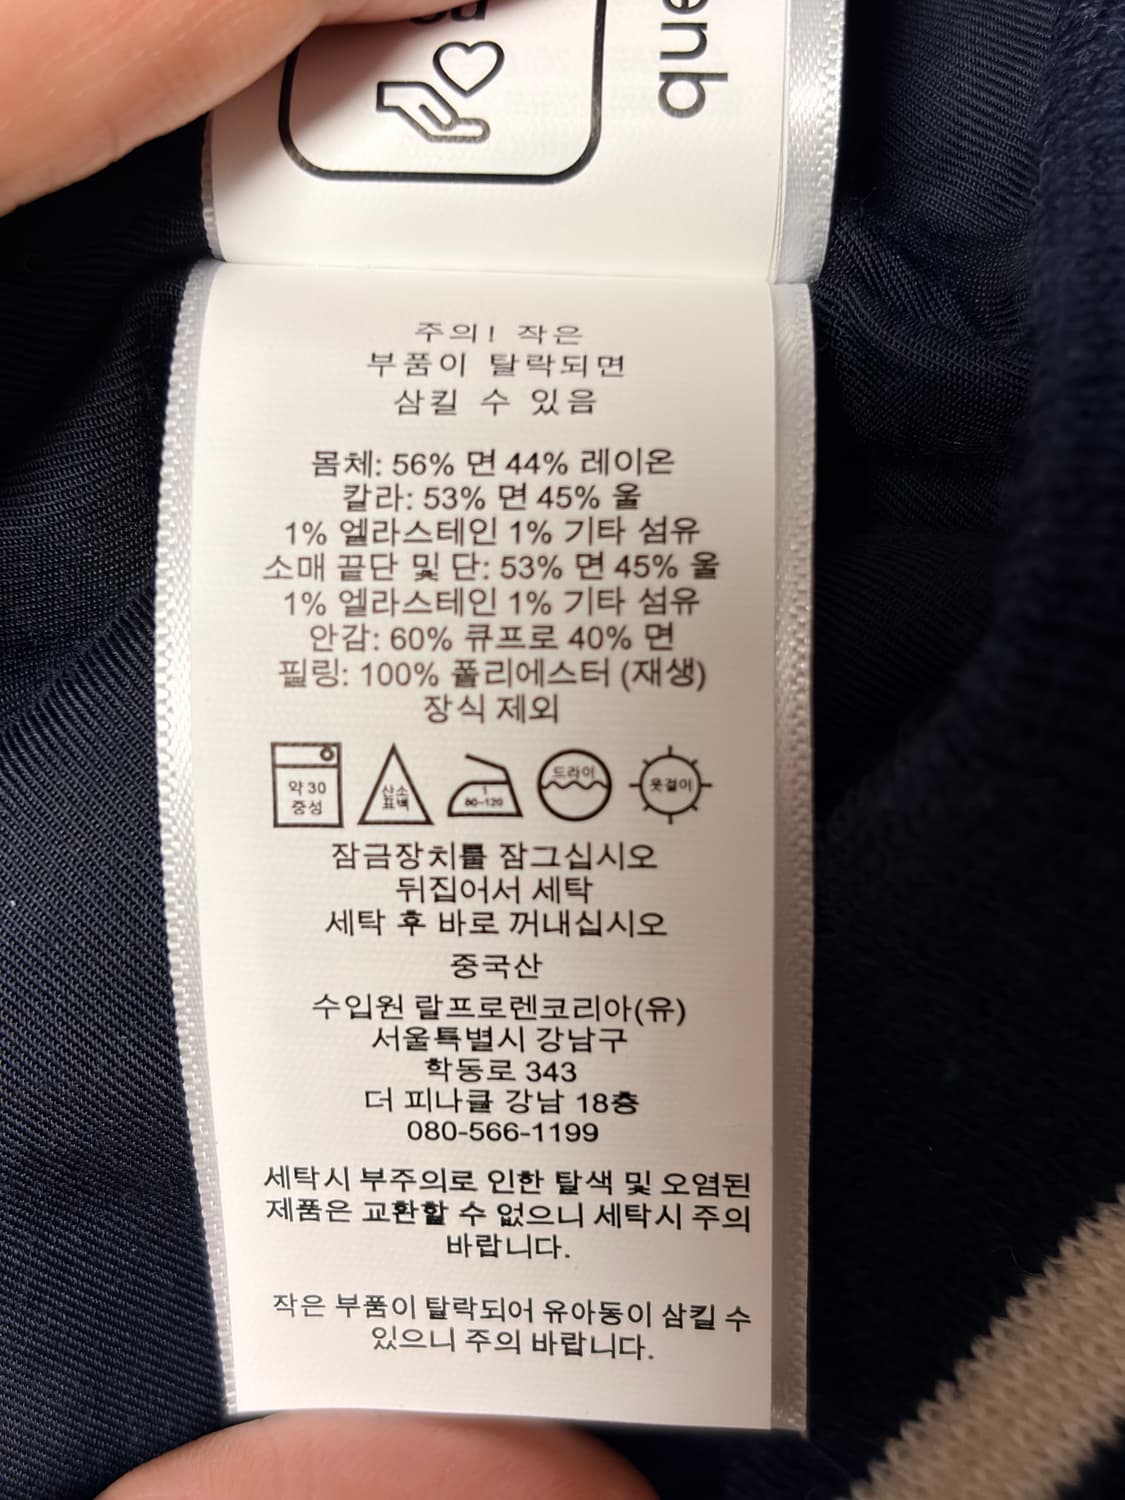 enb
주의! 작은
부품이 탈락되면
삼킬 수 있음
몸체: 56% 면 44% 레이온
칼라: 53% 면 45% 울
1% 엘라스테인 1% 기타 섬유
소매 끝단 및 단: 53% 면 45% 울
1% 엘라스테인 1% 기타 섬유
안감: 60% 큐프로 40% 면
필링: 100% 폴리에스터 (재생)
장식 제외
약 30
중성
산소
표백
1
80~120
드라이
옷걸이
잠금장치를 잠그십시오
뒤집어서 세탁
세탁 후 바로 꺼내십시오
중국산
수입원 랄프로렌코리아(유)
서울특별시 강남구
학동로 343
더 피나클 강남 18층
080-566-1199
세탁시 부주의로 인한 탈색 및 오염된
제품은 교환할 수 없으니 세탁시 주의
바랍니다.
작은 부품이 탈락되어 유아동이 삼킬 수
있으니 주의 바랍니다.